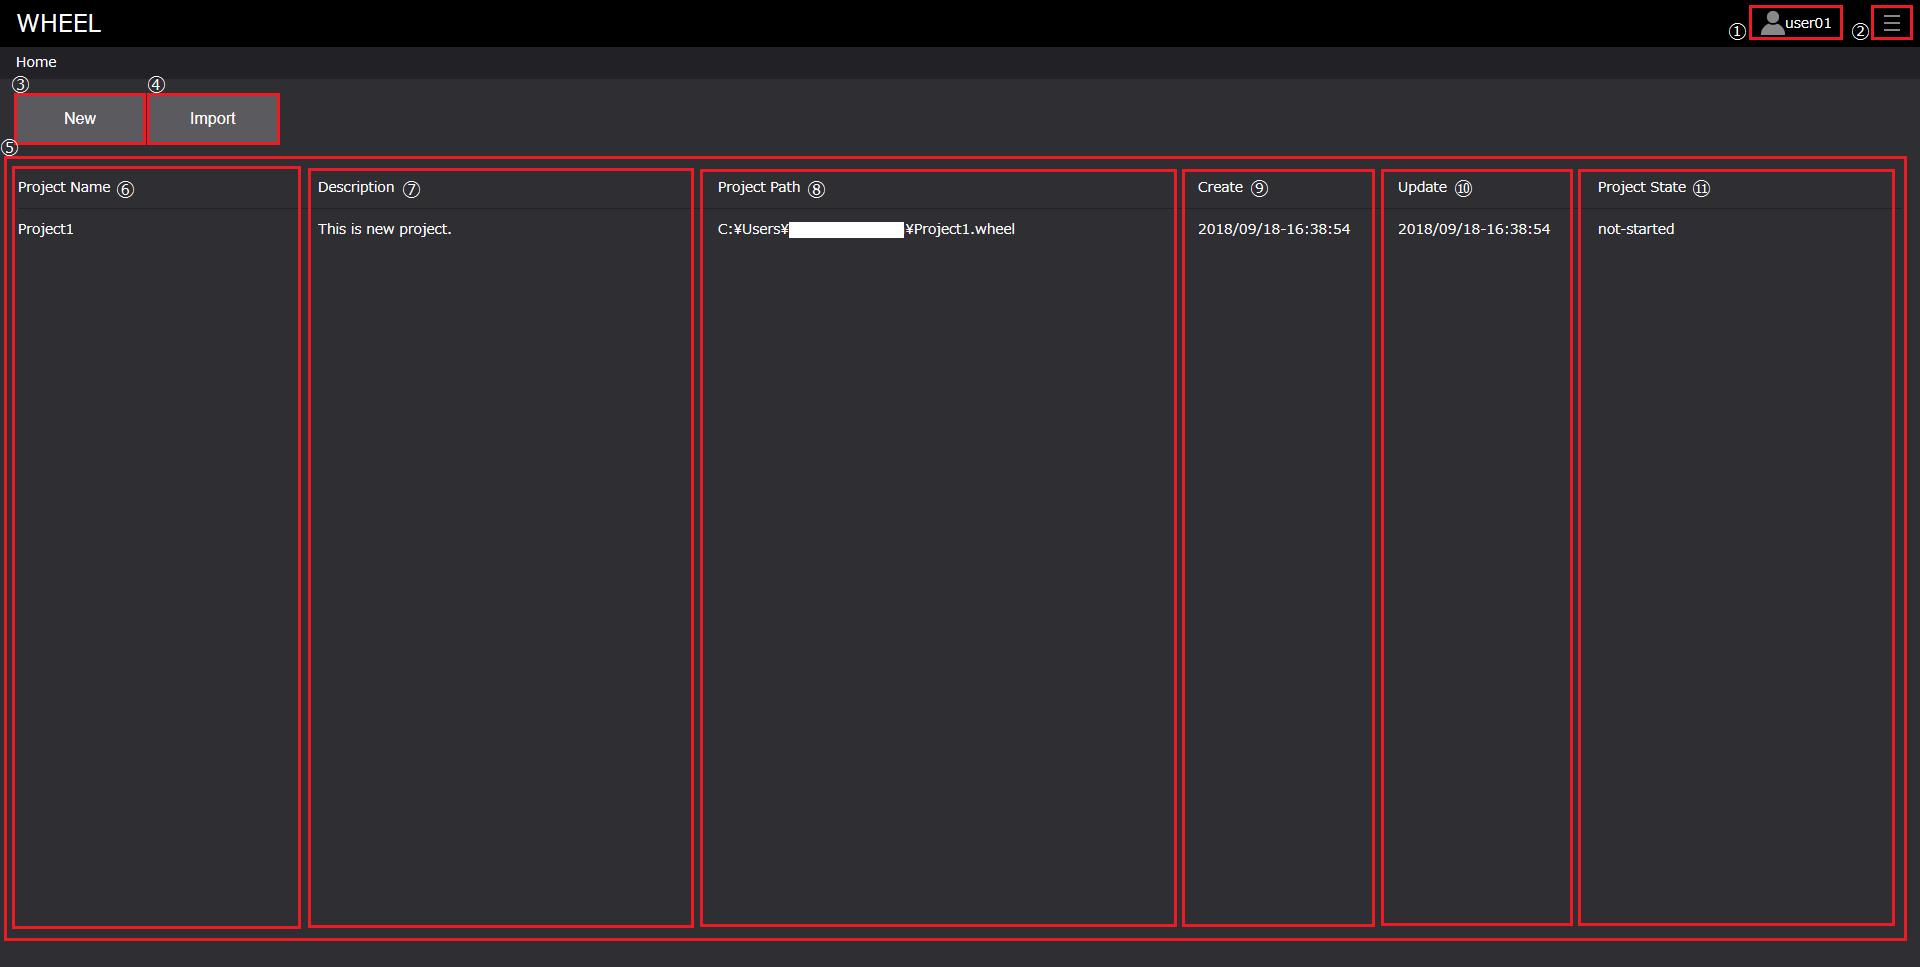 WHEEL
① user01 ②
Home
③ ④
New Import
⑤
Project Name ⑥ Description ⑦ Project Path ⑧ Create ⑨ Update ⑩ Project State ⑪
Project1 This is new project. C:¥Users¥ ¥Project1.wheel 2018/09/18-16:38:54 2018/09/18-16:38:54 not-started